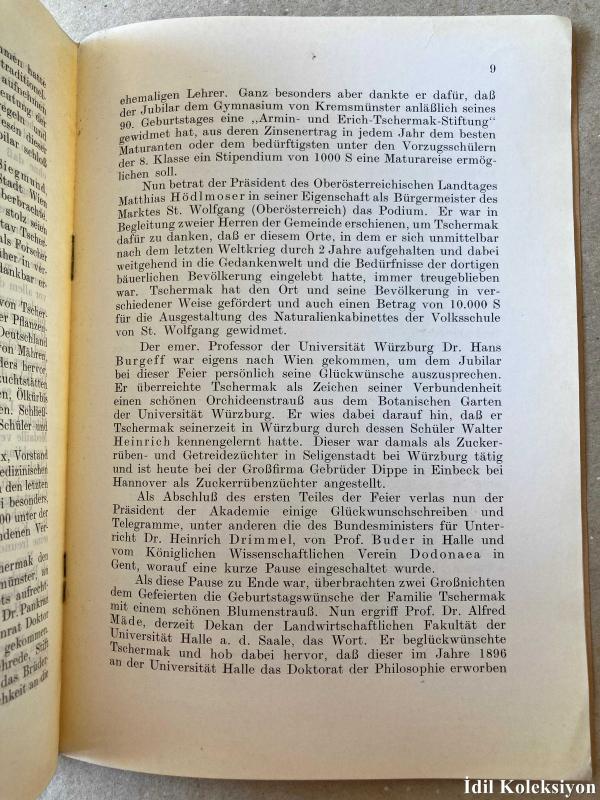 9
ehemaligen Lehrer. Ganz besonders aber dankte er dafür, daß
der Jubilar dem Gymnasium von Kremsmünster anläßlich seines
90. Geburtstages eine „Armin- und Erich-Tschermak-Stiftung"
gewidmet hat, aus deren Zinsenertrag in jedem Jahr dem besten
Maturanten oder dem bedürftigsten unter den Vorzugsschülern
der 8. Klasse ein Stipendium von 1000 S eine Maturareise ermög-
lichen soll.
Nun betrat der Präsident des Oberösterreichischen Landtages
Matthias Hödlmoser in seiner Eigenschaft als Bürgermeister des
Marktes St. Wolfgang (Oberösterreich) das Podium. Er war in
Begleitung zweier Herren der Gemeinde erschienen, um Tschermak
dafür zu danken, daß er diesem Orte, in dem er sich unmittelbar
nach dem letzten Weltkrieg durch 2 Jahre aufgehalten und dabei
weitgehend in die Gedankenwelt und die Bedürfnisse der dortigen
bäuerlichen Bevölkerung eingelebt hatte, immer treugeblieben
war. Tschermak hat den Ort und seine Bevölkerung in ver-
schiedener Weise gefördert und auch einen Betrag von 10.000 S
für die Ausgestaltung des Naturalienkabinettes der Volksschule
von St. Wolfgang gewidmet.
Der emer. Professor der Universität Würzburg Dr. Hans
Burgeff war eigens nach Wien gekommen, um dem Jubilar
bei dieser Feier persönlich seine Glückwünsche auszusprechen.
Er überreichte Tschermak als Zeichen seiner Verbundenheit
einen schönen Orchideenstrauß aus dem Botanischen Garten
der Universität Würzburg. Er wies dabei darauf hin, daß er
Tschermak seinerzeit in Würzburg durch dessen Schüler Walter
Heinrich kennengelernt hatte. Dieser war damals als Zucker-
rüben- und Getreidezüchter in Seligenstadt bei Würzburg tätig
und ist heute bei der Großfirma Gebrüder Dippe in Einbeck bei
Hannover als Zuckerrübenzüchter angestellt.
Als Abschluß des ersten Teiles der Feier verlas nun der
Präsident der Akademie einige Glückwunschschreiben und
Telegramme, unter anderen die des Bundesministers für Unter-
richt Dr. Heinrich Drimmel, von Prof. Buder in Halle und
vom Königlichen Wissenschaftlichen Verein Dodonaea in
Gent, worauf eine kurze Pause eingeschaltet wurde.
Als diese Pause zu Ende war, überbrachten zwei Großnichten
dem Gefeierten die Geburtstagswünsche der Familie Tschermak
mit einem schönen Blumenstrauß. Nun ergriff Prof. Dr. Alfred
Mäde, derzeit Dekan der Landwirtschaftlichen Fakultät der
Universität Halle a. d. Saale, das Wort. Er beglückwünschte
Tschermak und hob dabei hervor, daß dieser im Jahre 1896
an der Universität Halle das Doktorat der Philosophie erworben
İdil Koleksiyon